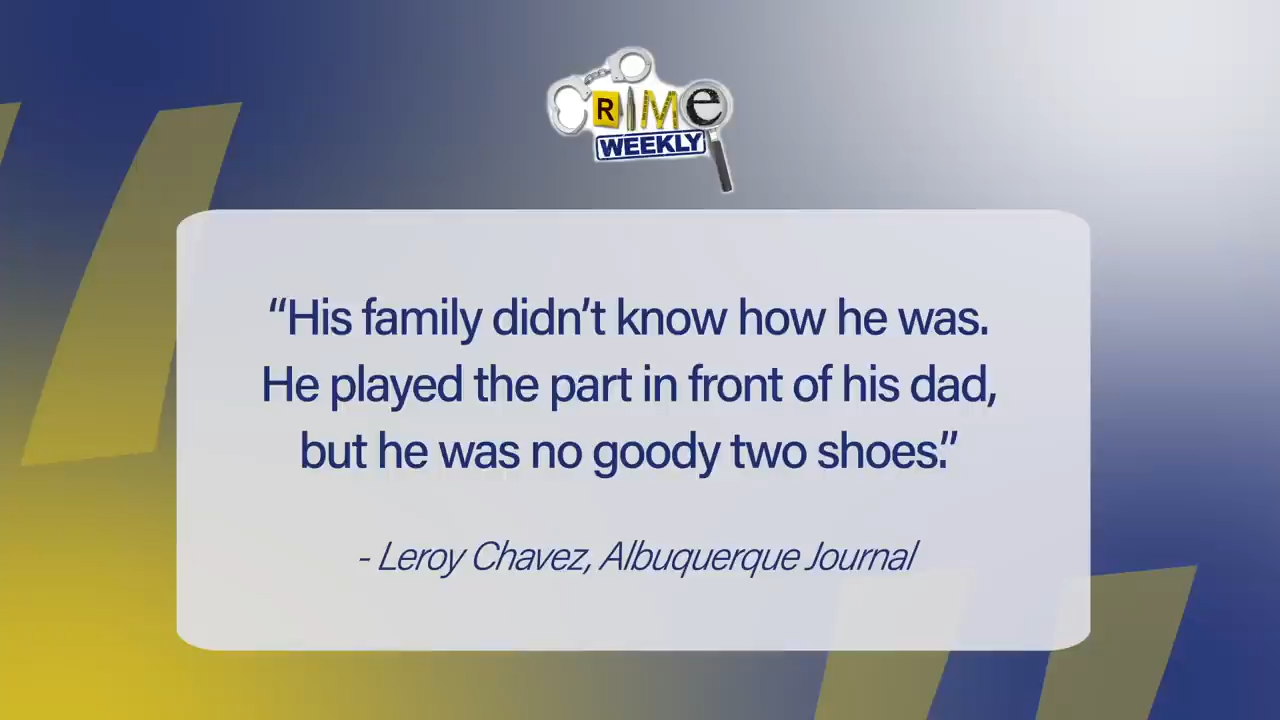 CRIME
WEEKLY
“His family didn’t know how he was.
He played the part in front of his dad,
but he was no goody two shoes.”
- Leroy Chavez, Albuquerque Journal